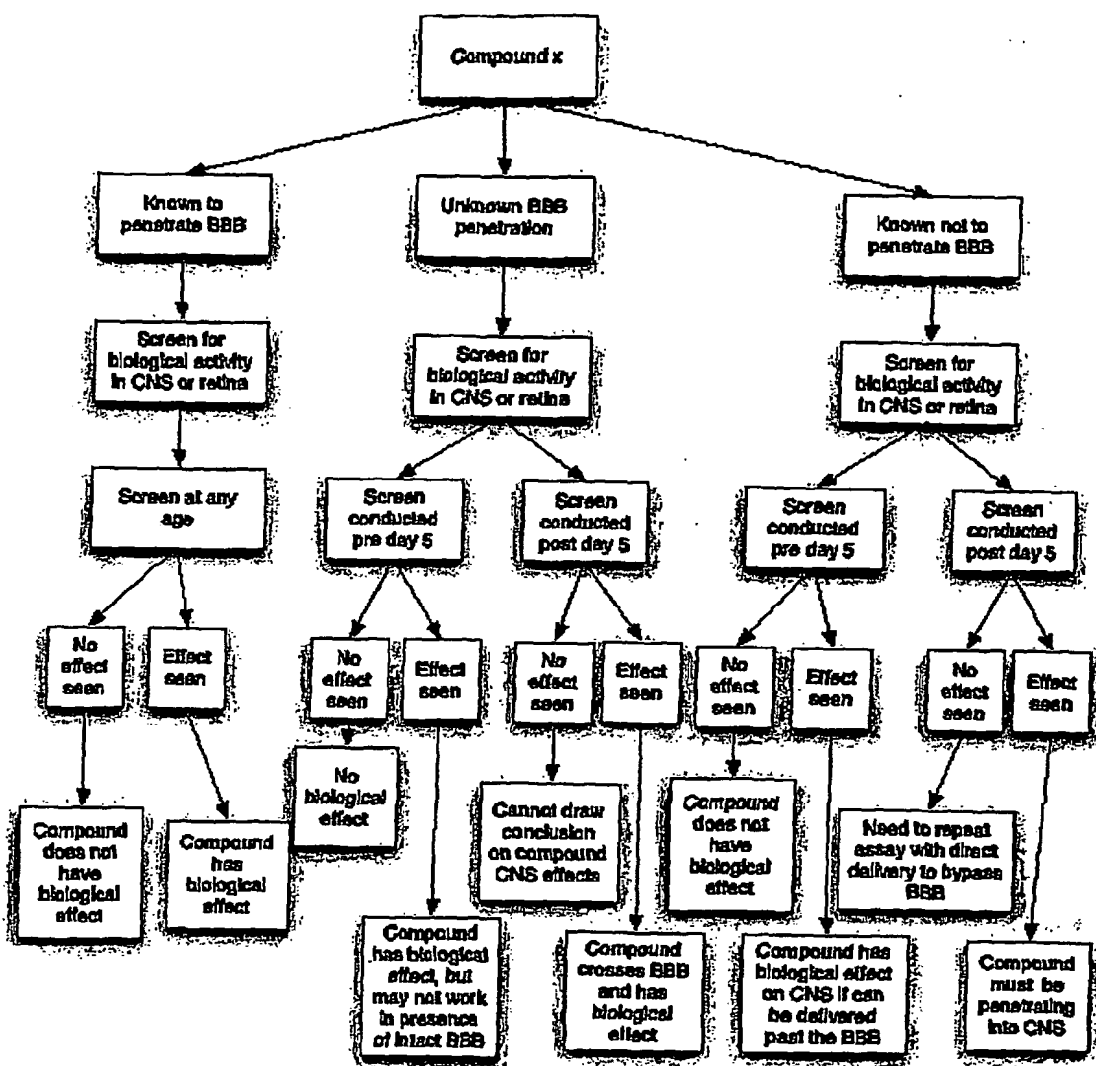 Compound x
Known to
penetrate BBB
Unknown BBB
penetration
Known not to
penetrate BBB
Screen for
biological activity
in CNS or retina
Screen for
biological activity
in CNS or retina
Screen for
biological activity
in CNS or retina
Screen at any
age
Screen
conducted
pre day 5
Screen
conducted
post day 5
Screen
conducted
pre day 5
Screen
conducted
post day 5
No
effect
seen
Effect
seen
No
effect
seen
Effect
seen
No
effect
seen
Effect
seen
No
effect
seen
Effect
seen
No
effect
seen
Effect
seen
Compound
does not
have
biological
effect
Compound
has
biological
effect
No
biological
effect
Compound
has biological
effect, but
may not work
in presence
of intact BBB
Cannot draw
conclusion
on compound
CNS effects
Compound
crosses BBB
and has
biological
effect
Compound
does not
have
biological
effect
Compound has
biological effect
on CNS if can
be delivered
past the BBB
Need to repeat
assay with direct
delivery to bypass
BBB
Compound
must be
penetrating
into CNS